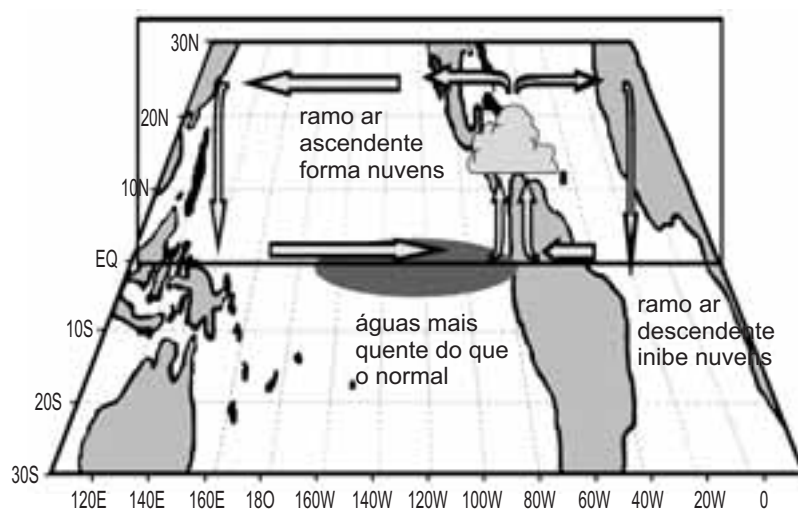 30N
20N
10N
EQ
10S
20S
30S
ramo ar
ascendente
forma nuvens
águas mais
quente do que
o normal
ramo ar
descendente
inibe nuvens
120E 140E 160E 180W 160W 140W 120W 100W 80W 60W 40W 20W 0